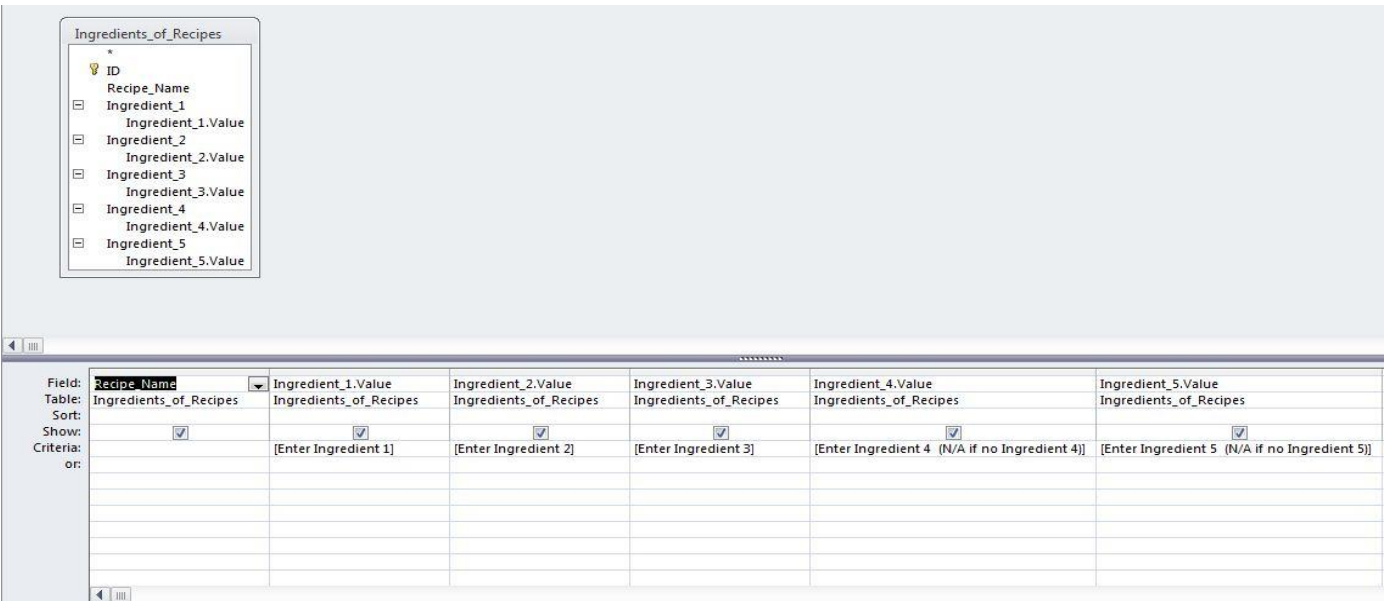 Ingredients_of_Recipes
*
ID
Recipe_Name
Ingredient_1
Ingredient_1.Value
Ingredient_2
Ingredient_2.Value
Ingredient_3
Ingredient_3.Value
Ingredient_4
Ingredient_4.Value
Ingredient_5
Ingredient_5.Value
Field: Recipe_Name Ingredient_1.Value Ingredient_2.Value Ingredient_3.Value Ingredient_4.Value Ingredient_5.Value
Table: Ingredients_of_Recipes Ingredients_of_Recipes Ingredients_of_Recipes Ingredients_of_Recipes Ingredients_of_Recipes Ingredients_of_Recipes
Sort:
Show:
Criteria: [Enter Ingredient 1] [Enter Ingredient 2] [Enter Ingredient 3] [Enter Ingredient 4  (N/A if no Ingredient 4)] [Enter Ingredient 5  (N/A if no Ingredient 5)]
or: